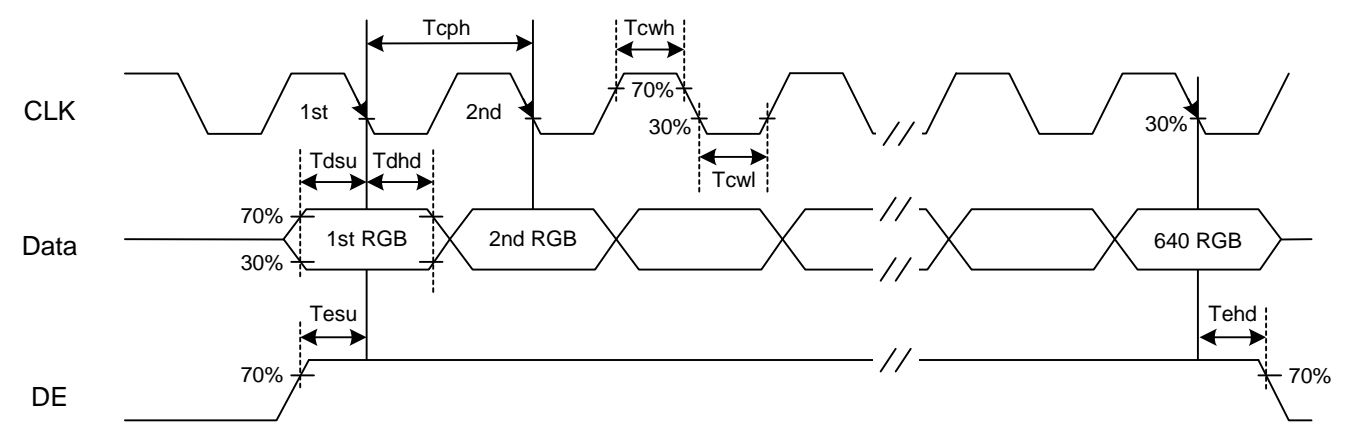 Tcph
Tcwh
CLK
1st
2nd
70%
30%
30%
Tcwl
Tdsu
Tdhd
Data
70%
30%
1st RGB
2nd RGB
640 RGB
Tesu
Tehd
DE
70%
70%